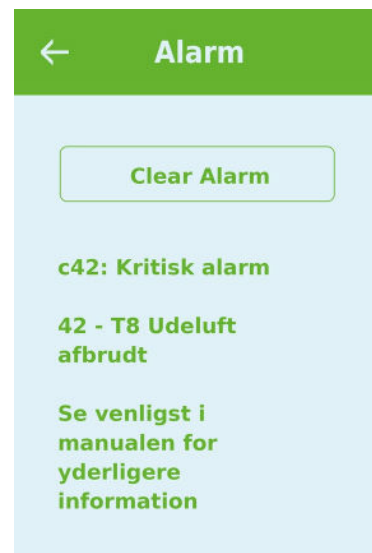 Alarm
Clear Alarm
c42: Kritisk alarm
42 - T8 Udeluft
afbrudt
Se venligst i
manualen for
yderligere
information